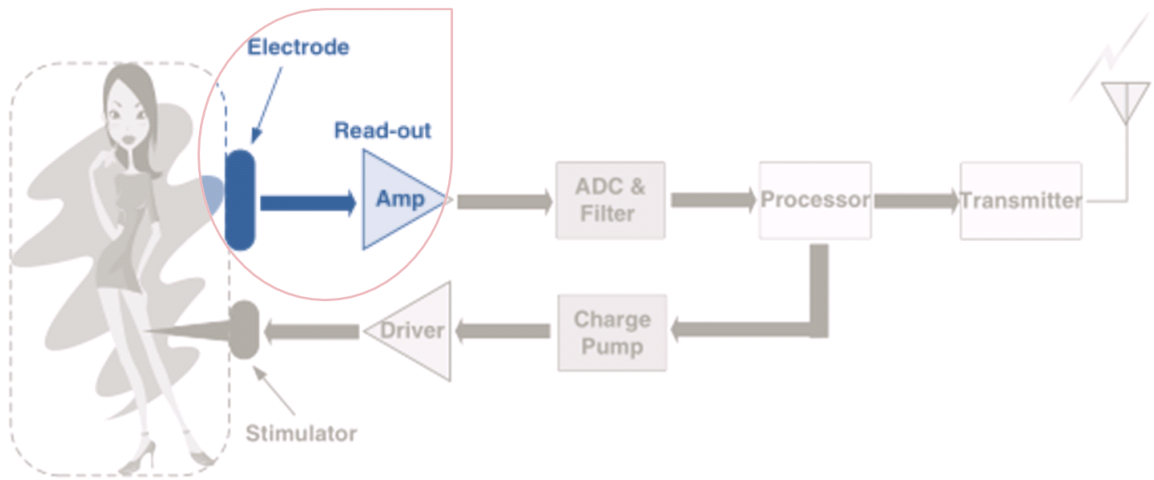 Electrode
Read-out
Amp
ADC &
Filter
Processor
Transmitter
Driver
Charge
Pump
Stimulator